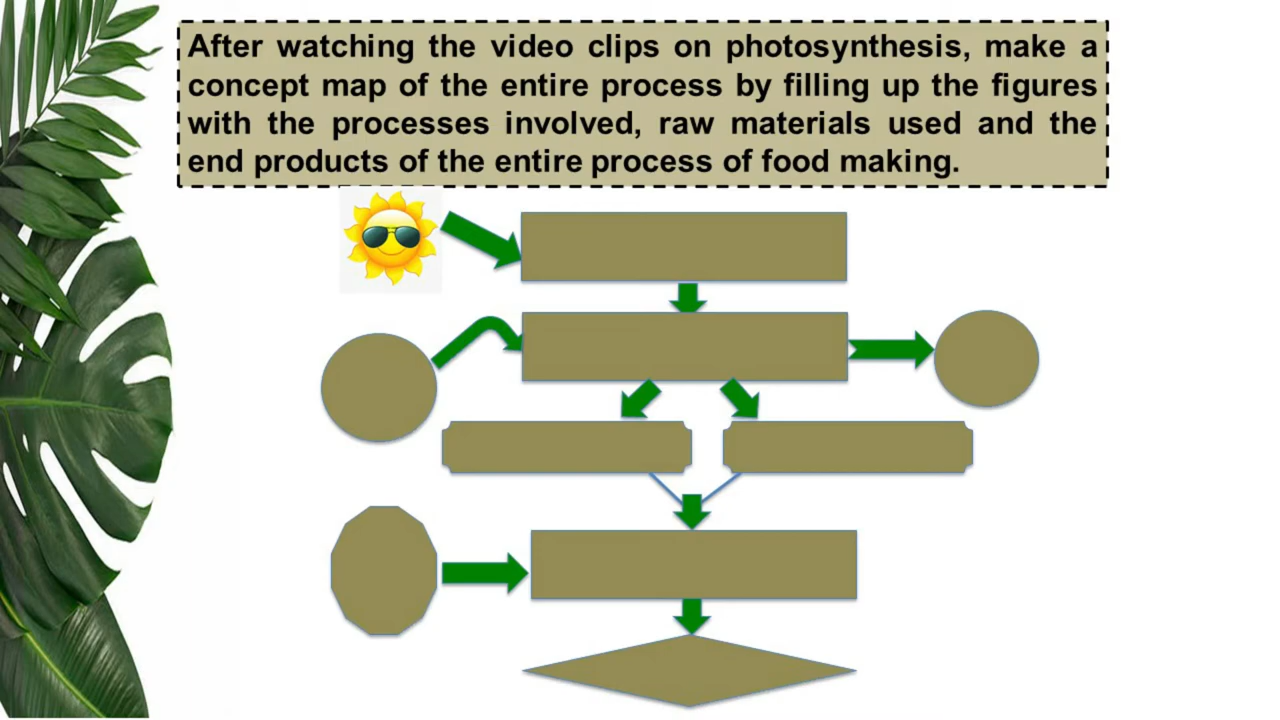 After watching the video clips on photosynthesis, make a
concept map of the entire process by filling up the figures
with the processes involved, raw materials used and the
end products of the entire process of food making.